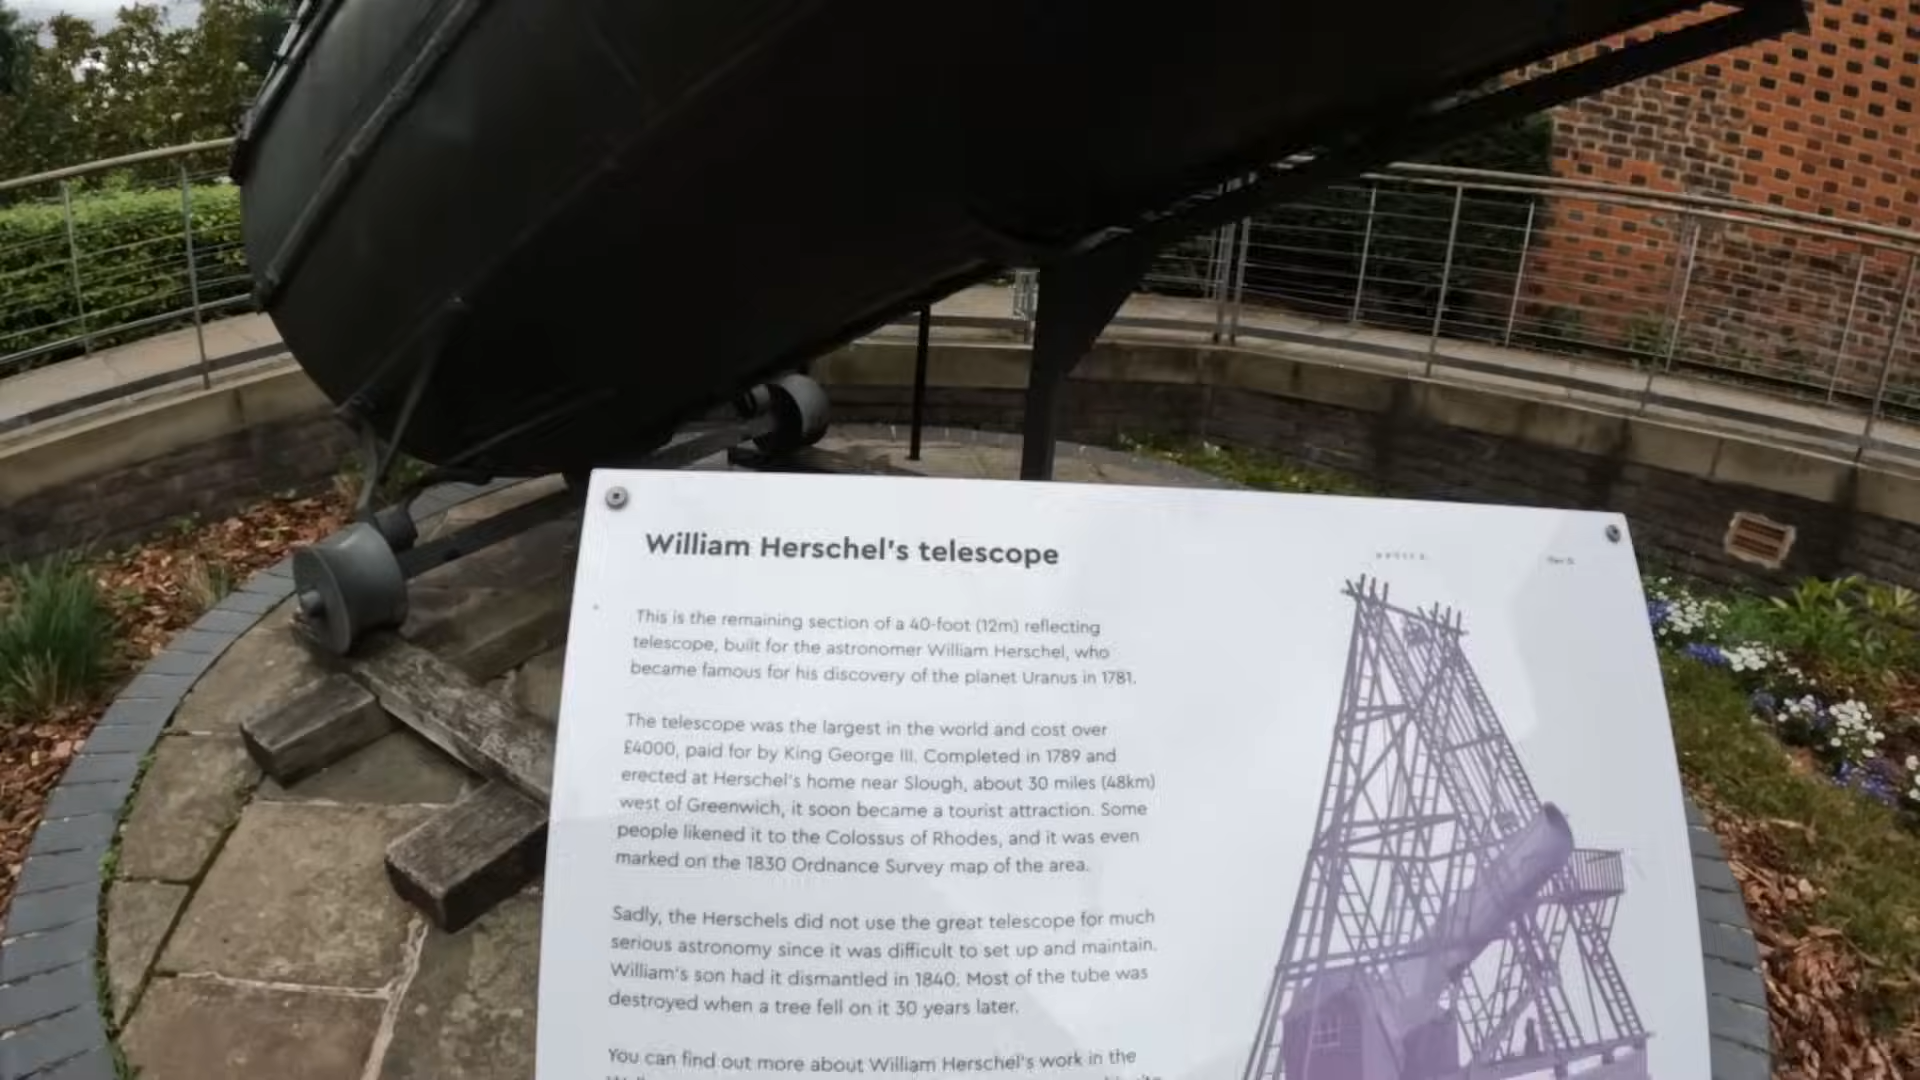 William Herschel's telescope
This is the remaining section of a 40-foot (12m) reflecting
telescope, built for the astronomer William Herschel, who
became famous for his discovery of the planet Uranus in 1781.
The telescope was the largest in the world and cost over
£4000, paid for by King George III. Completed in 1789 and
erected at Herschel's home near Slough, about 30 miles (48km)
west of Greenwich, it soon became a tourist attraction. Some
people likened it to the Colossus of Rhodes, and it was even
marked on the 1830 Ordnance Survey map of the area.
Sadly, the Herschels did not use the great telescope for much
serious astronomy since it was difficult to set up and maintain.
William's son had it dismantled in 1840. Most of the tube was
destroyed when a tree fell on it 30 years later.
You can find out more about William Herschel's work in the